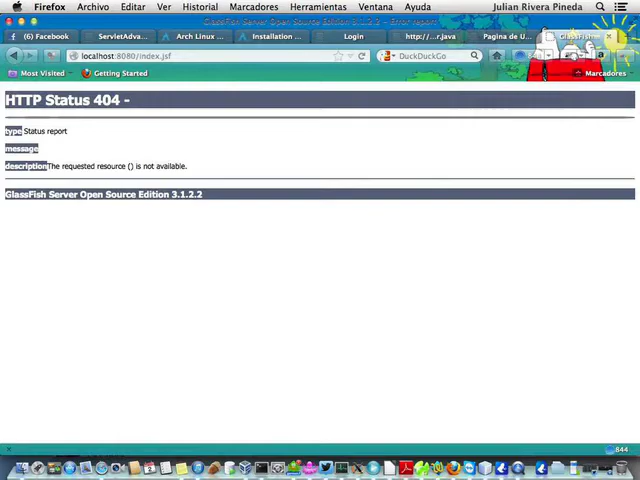 Firefox Archivo Editar Ver Historial Marcadores Herramientas Ventana Ayuda Julian Rivera Pineda
GlassFish Server Open Source Edition 3.1.2.2 - Error report
(6) Facebook ServletAdva... Arch Linux ... Installation ... Login http://...r.java Pagina de U... GlassFish...
localhost:8080/index.jsf DuckDuckGo
Most Visited Getting Started Marcadores
HTTP Status 404 -
type Status report
message
descriptionThe requested resource () is not available.
GlassFish Server Open Source Edition 3.1.2.2
844